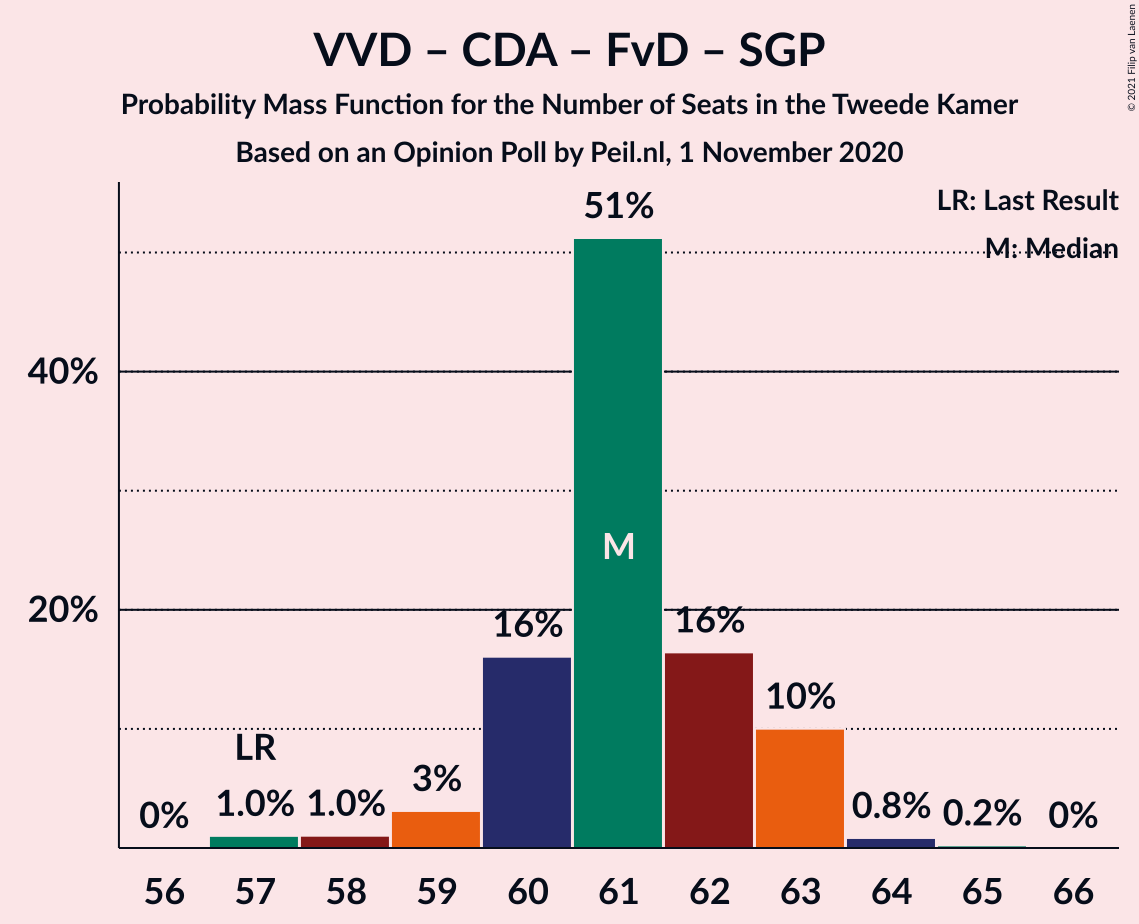 VVD – CDA – FvD – SGP
Probability Mass Function for the Number of Seats in the Tweede Kamer
Based on an Opinion Poll by Peil.nl, 1 November 2020
© 2021 Filip van Laenen
LR: Last Result
M: Median
51%
40%
M
20%
16%
16%
10%
LR
3%
0%
1.0%
1.0%
0.8%
0.2%
0%
56 57 58 59 60 61 62 63 64 65 66